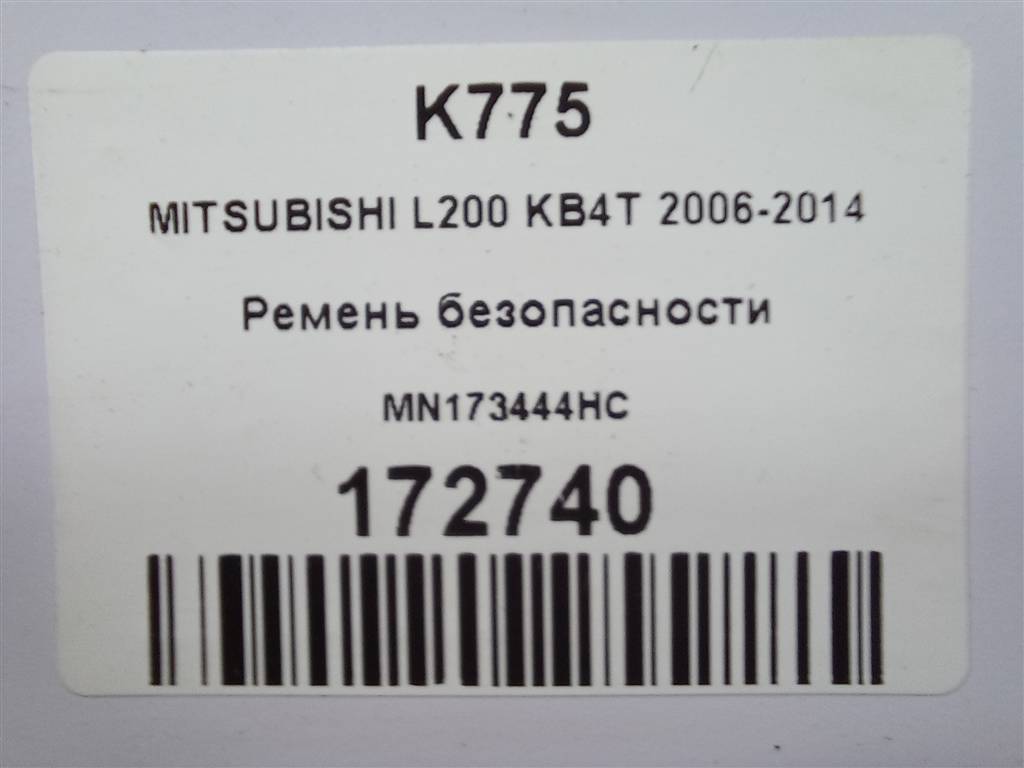 K775
MITSUBISHI L200 KB4T 2006-2014
Ремень безопасности
MN173444HC
172740